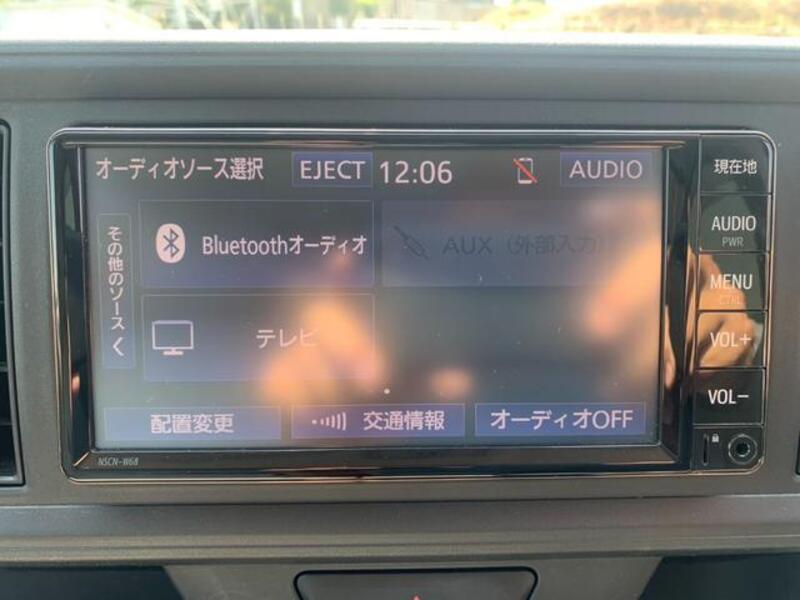 オーディオソース選択 EJECT 12:06 AUDIO
現在地
その他のソース
Bluetoothオーディオ
AUX (外部入力)
テレビ
AUDIO
PWR
MENU
CTRL
VOL+
VOL-
配置変更 交通情報 オーディオOFF
NSCN-W68